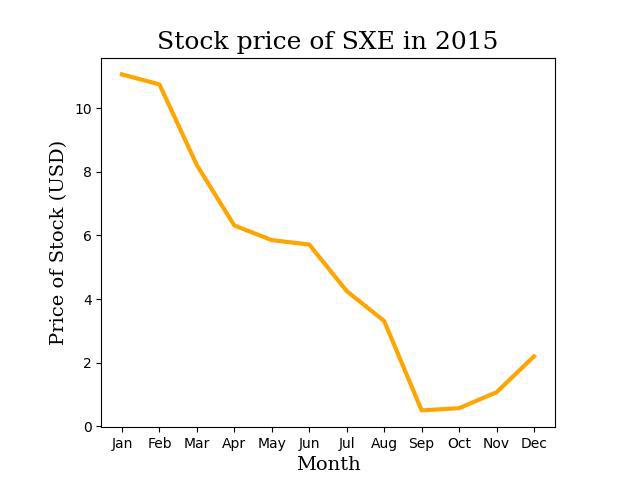 Stock price of SXE in 2015
Price of Stock (USD)
10
8
6
4
2
0
Jan Feb Mar Apr May Jun Jul Aug Sep Oct Nov Dec
Month